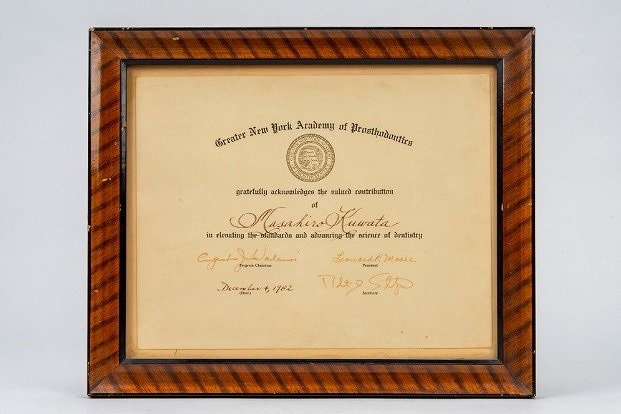 Greater New York Academy of Prosthodontics
gratefully acknowledges the valued contribution
of
Masahiro Kuwata
in elevating the standards and advancing the science of dentistry
Leonard R. Moore
Program Chairman President
December 4, 1982
(Date) Secretary